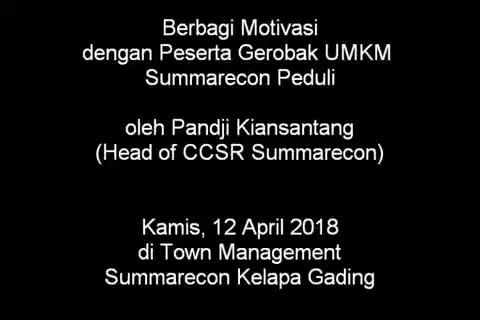 Berbagi Motivasi
dengan Peserta Gerobak UMKM
Summarecon Peduli
oleh Pandji Kiansantang
(Head of CCSR Summarecon)
Kamis, 12 April 2018
di Town Management
Summarecon Kelapa Gading